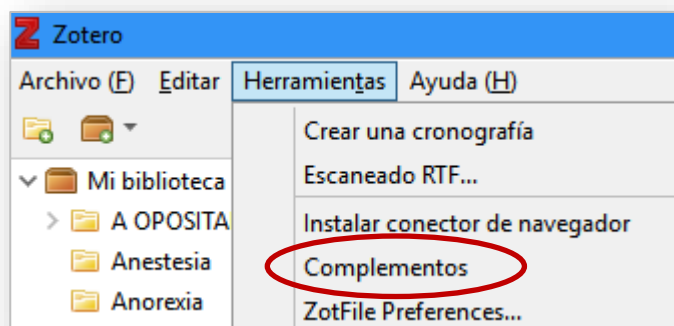 Zotero
Archivo (F) Editar Herramientas Ayuda (H)
Crear una cronografía
Mi biblioteca Escaneado RTF...
A OPOSITA Instalar conector de navegador
Anestesia Complementos
Anorexia ZotFile Preferences...